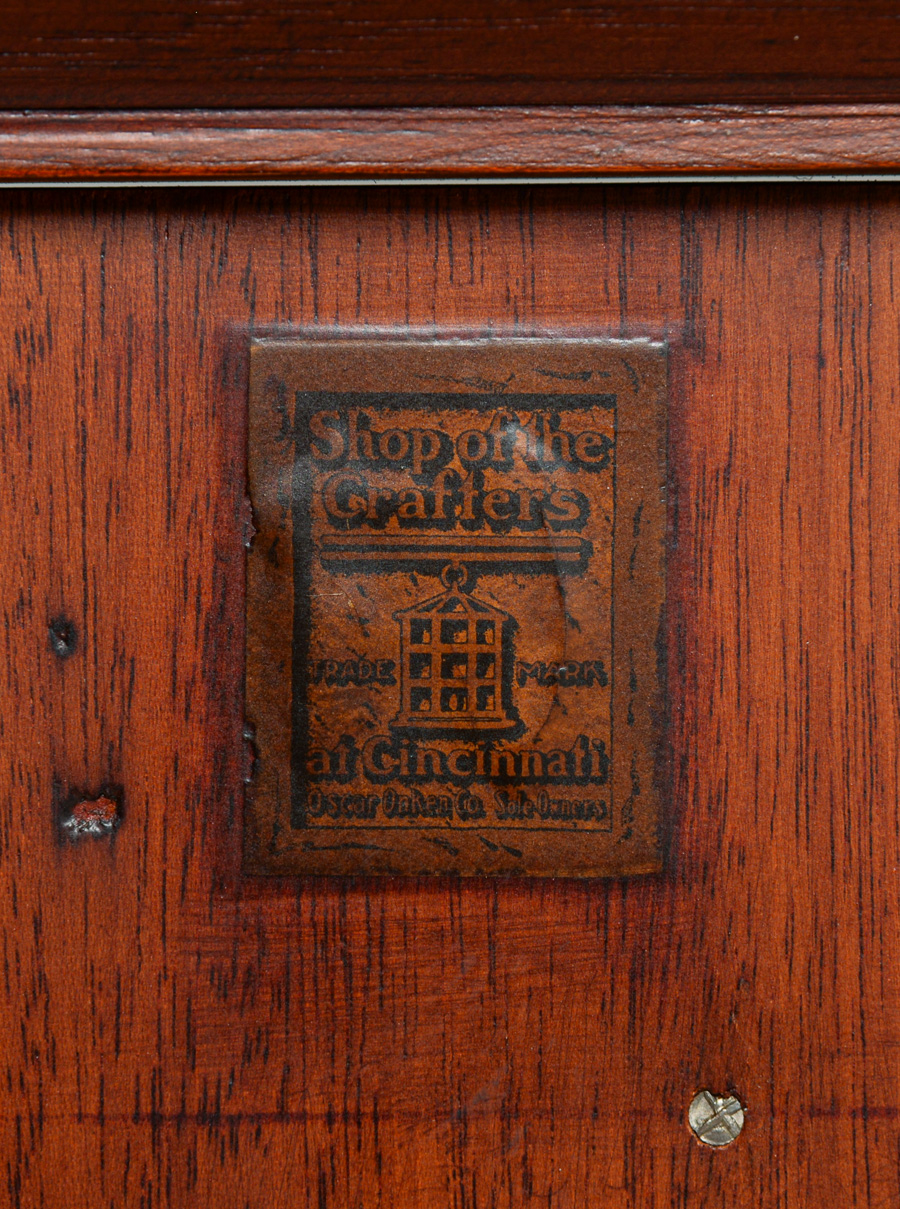 Shop of the
Crafters
TRADE MARK
at Cincinnati
Oscar Onken Co. Sole Owners